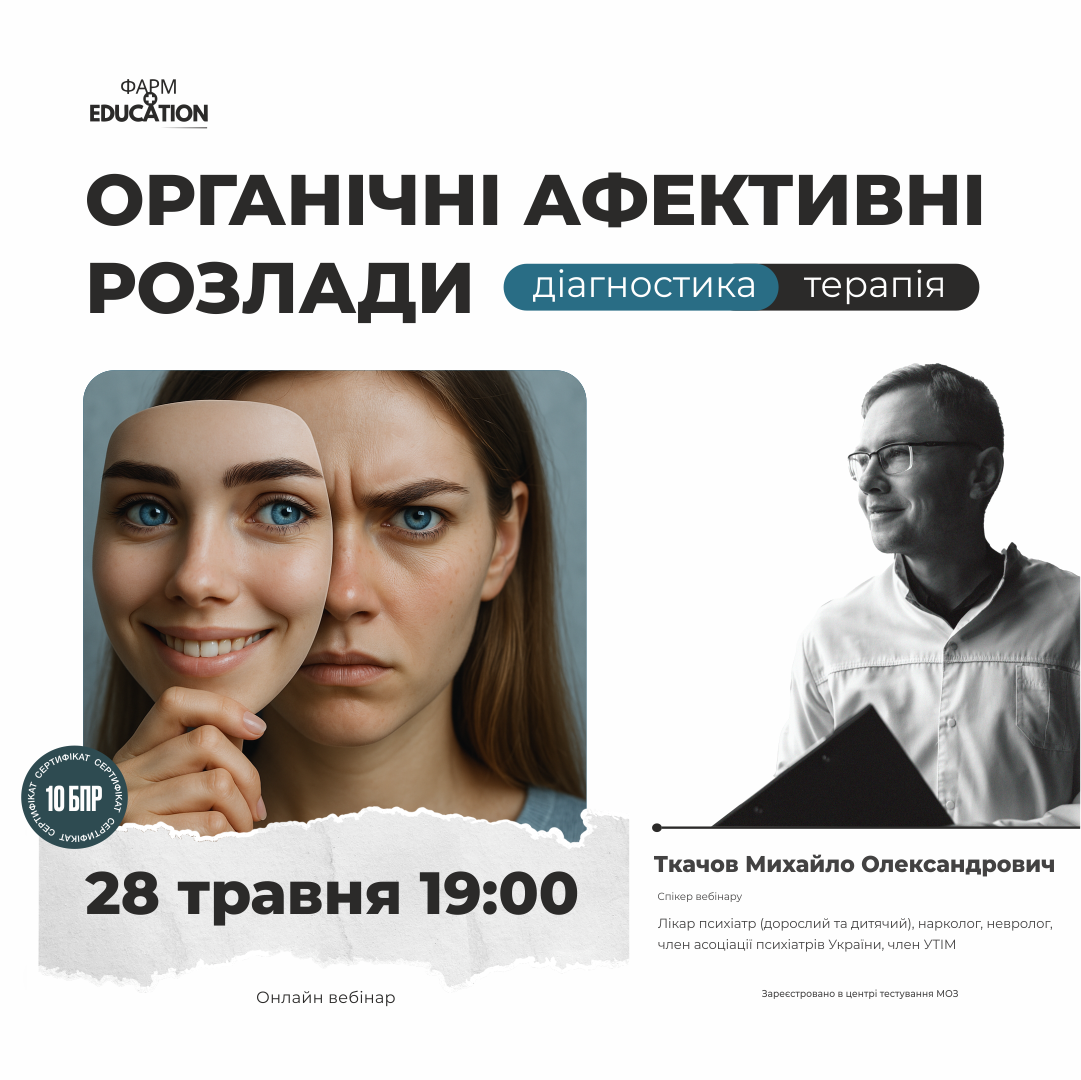 ФАРМ
EDUCATION
ОРГАНІЧНІ АФЕКТИВНІ
РОЗЛАДИ діагностика терапія
СЕРТИФІКАТ СЕРТИФІКАТ СЕРТИФІКАТ СЕРТИФІКАТ
10 БПР
28 травня 19:00
Онлайн вебінар
Ткачов Михайло Олександрович
Спікер вебінару
Лікар психіатр (дорослий та дитячий), нарколог, невролог,
член асоціації психіатрів України, член УТІМ
Зареєстровано в центрі тестування МОЗ